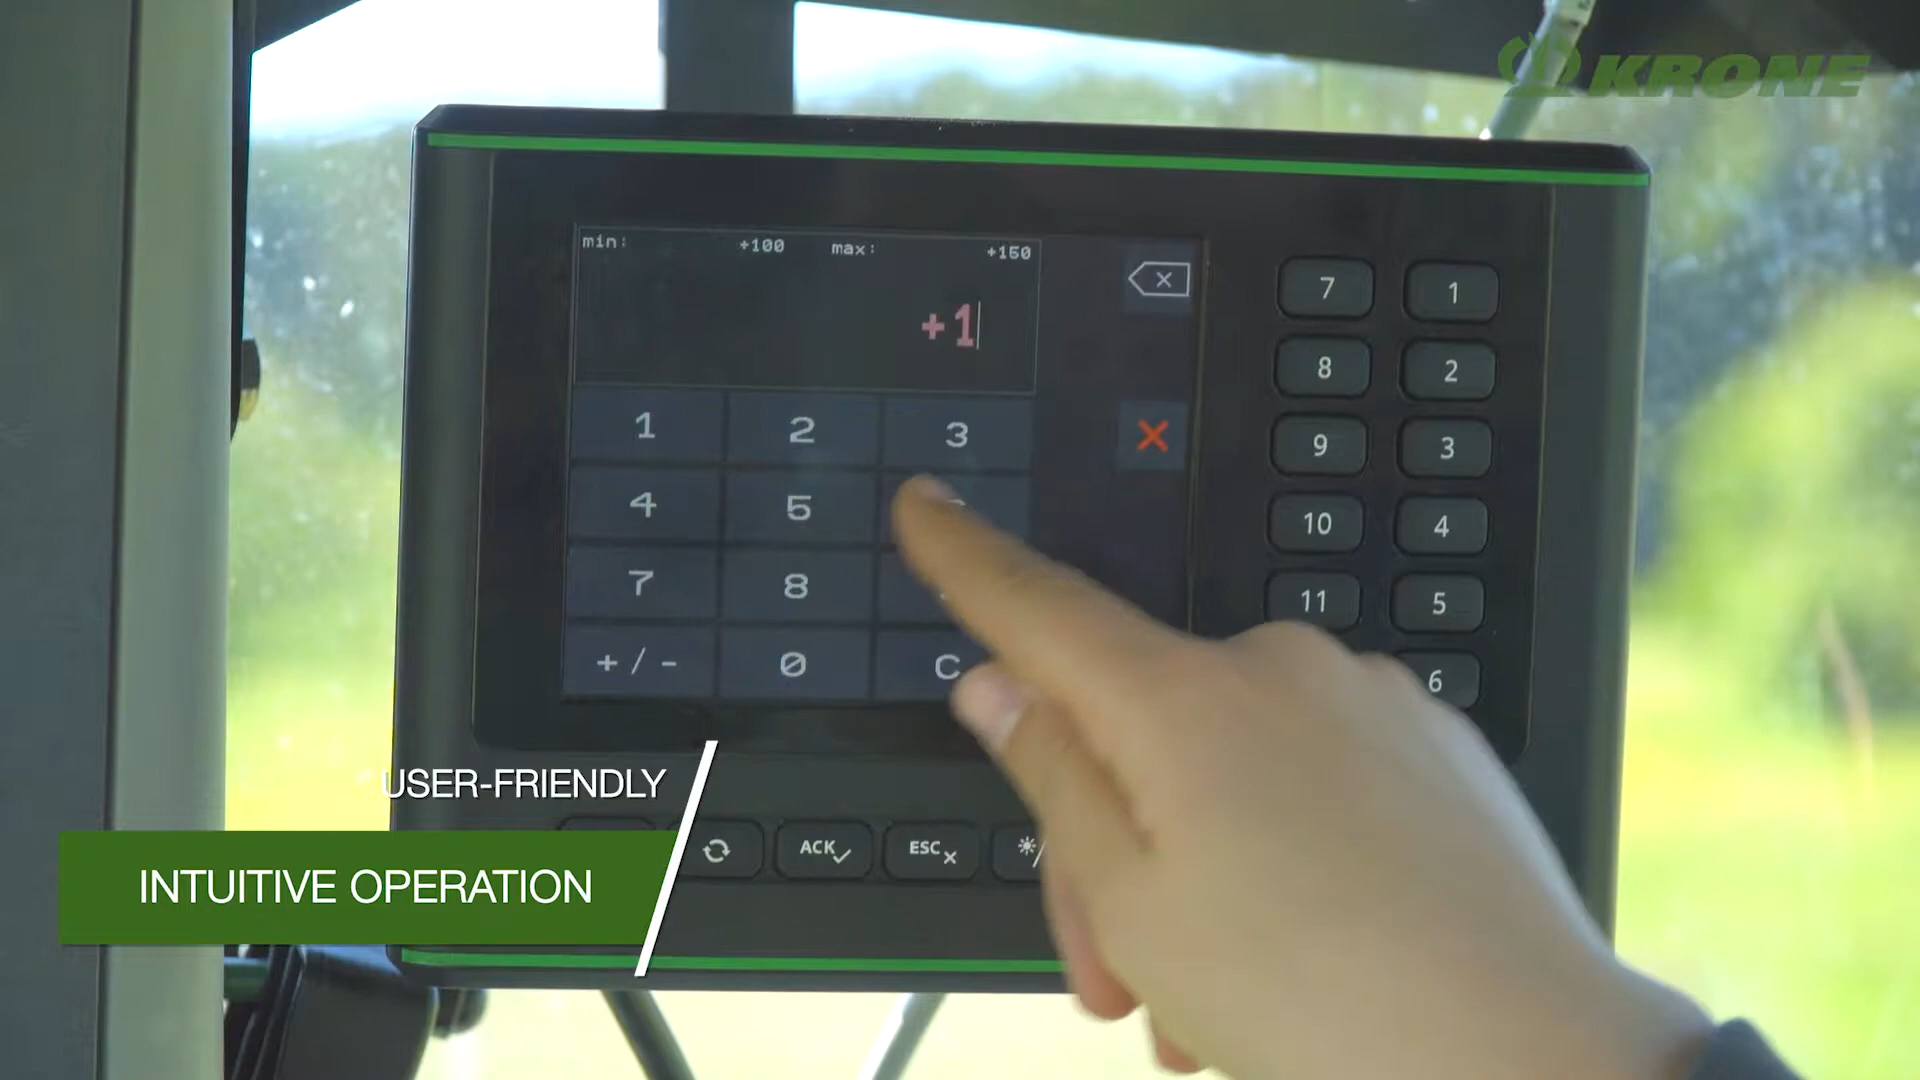 KRONE
min: +100 max: +150
+1
1 2 3
4 5
7 8
+/- 0 C
7 1
8 2
9 3
10 4
11 5
6
USER-FRIENDLY
ACK ESC
INTUITIVE OPERATION